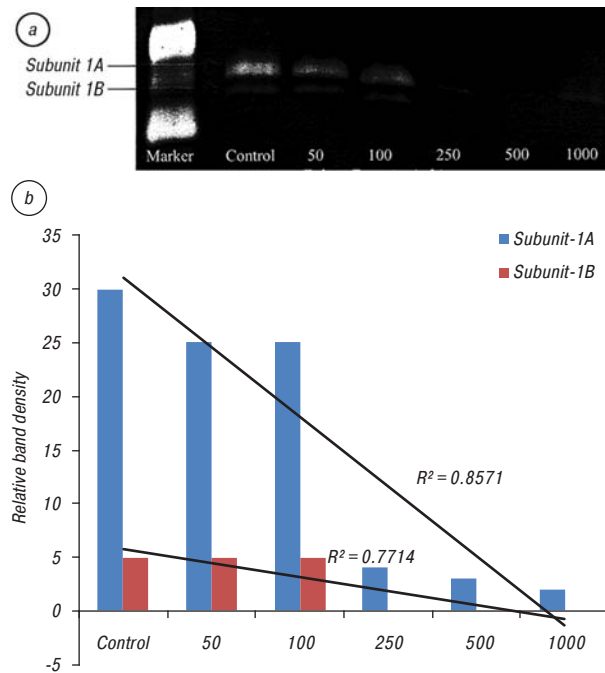 a
Subunit 1A
Subunit 1B
Marker Control 50 100 250 500 1000
b
35
30
25
20
15
10
5
0
-5
Relative band density
Subunit-1A
Subunit-1B
R² = 0.8571
R² = 0.7714
Control 50 100 250 500 1000